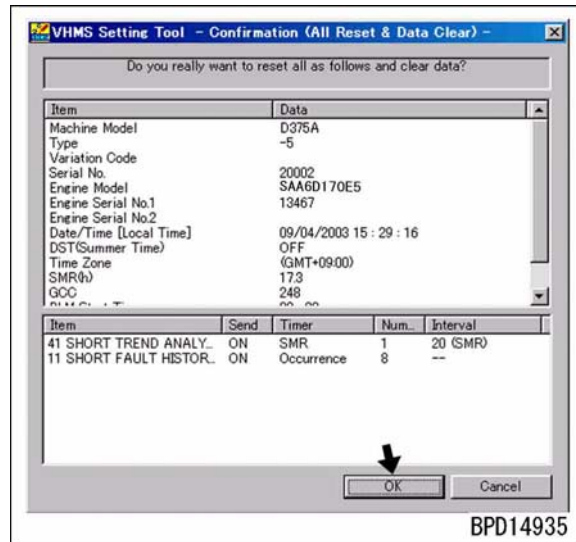 VHMS Setting Tool - Confirmation (All Reset & Data Clear) -
Do you really want to reset all as follows and clear data?
Item Data
Machine Model D375A
Type -5
Variation Code
Serial No. 20002
Engine Model SAA6D170E5
Engine Serial No.1 13467
Engine Serial No.2
Date/Time [Local Time] 09/04/2003 15 : 29 : 16
DST(Summer Time) OFF
Time Zone (GMT+09:00)
SMR(h) 17.3
GCC 248
Item Send Timer Num... Interval
41 SHORT TREND ANALY... ON SMR 1 20 (SMR)
11 SHORT FAULT HISTOR... ON Occurrence 8 --
OK Cancel
BPD14935